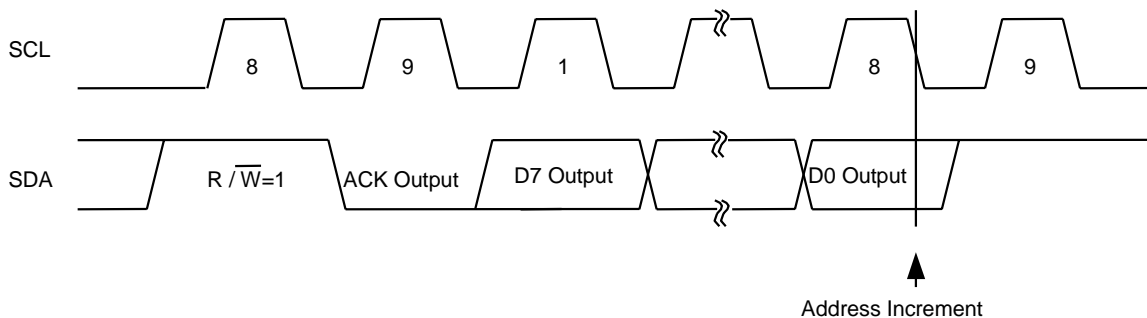 SCL
8 9 1 8 9
SDA
R / W̅=1 ACK Output D7 Output D0 Output
Address Increment